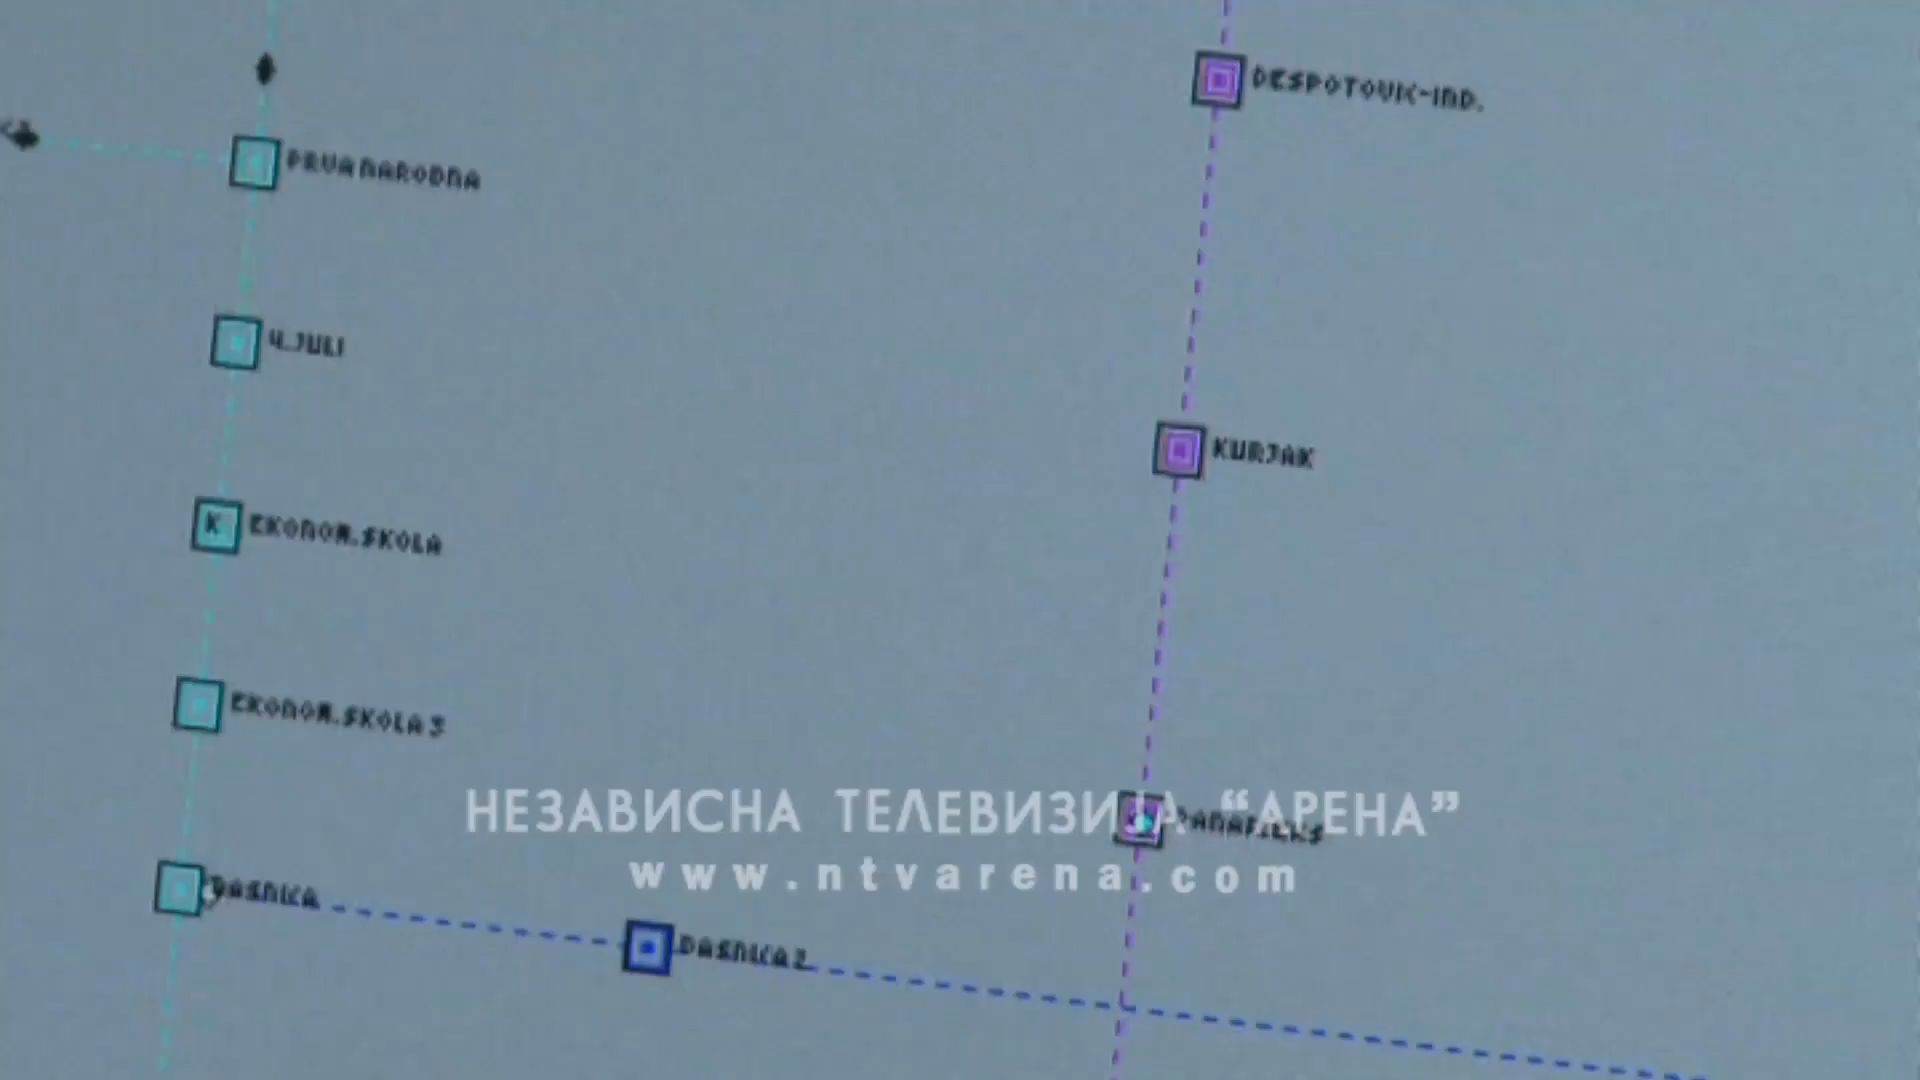 DESPOTOVIC-IND.
PRVA NARODNA
4.JULI
KURJAK
K EKONOM.SKOLA
EKONOM.SKOLA 3
НЕЗАВИСНА ТЕЛЕВИЗИЈА “АРЕНА”
www.ntvarena.com
DASNICA
DASNICA 2